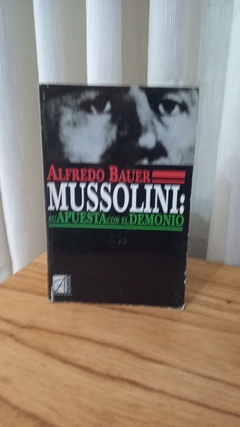 ALFREDO BAUER
MUSSOLINI:
SU APUESTA CON EL DEMONIO